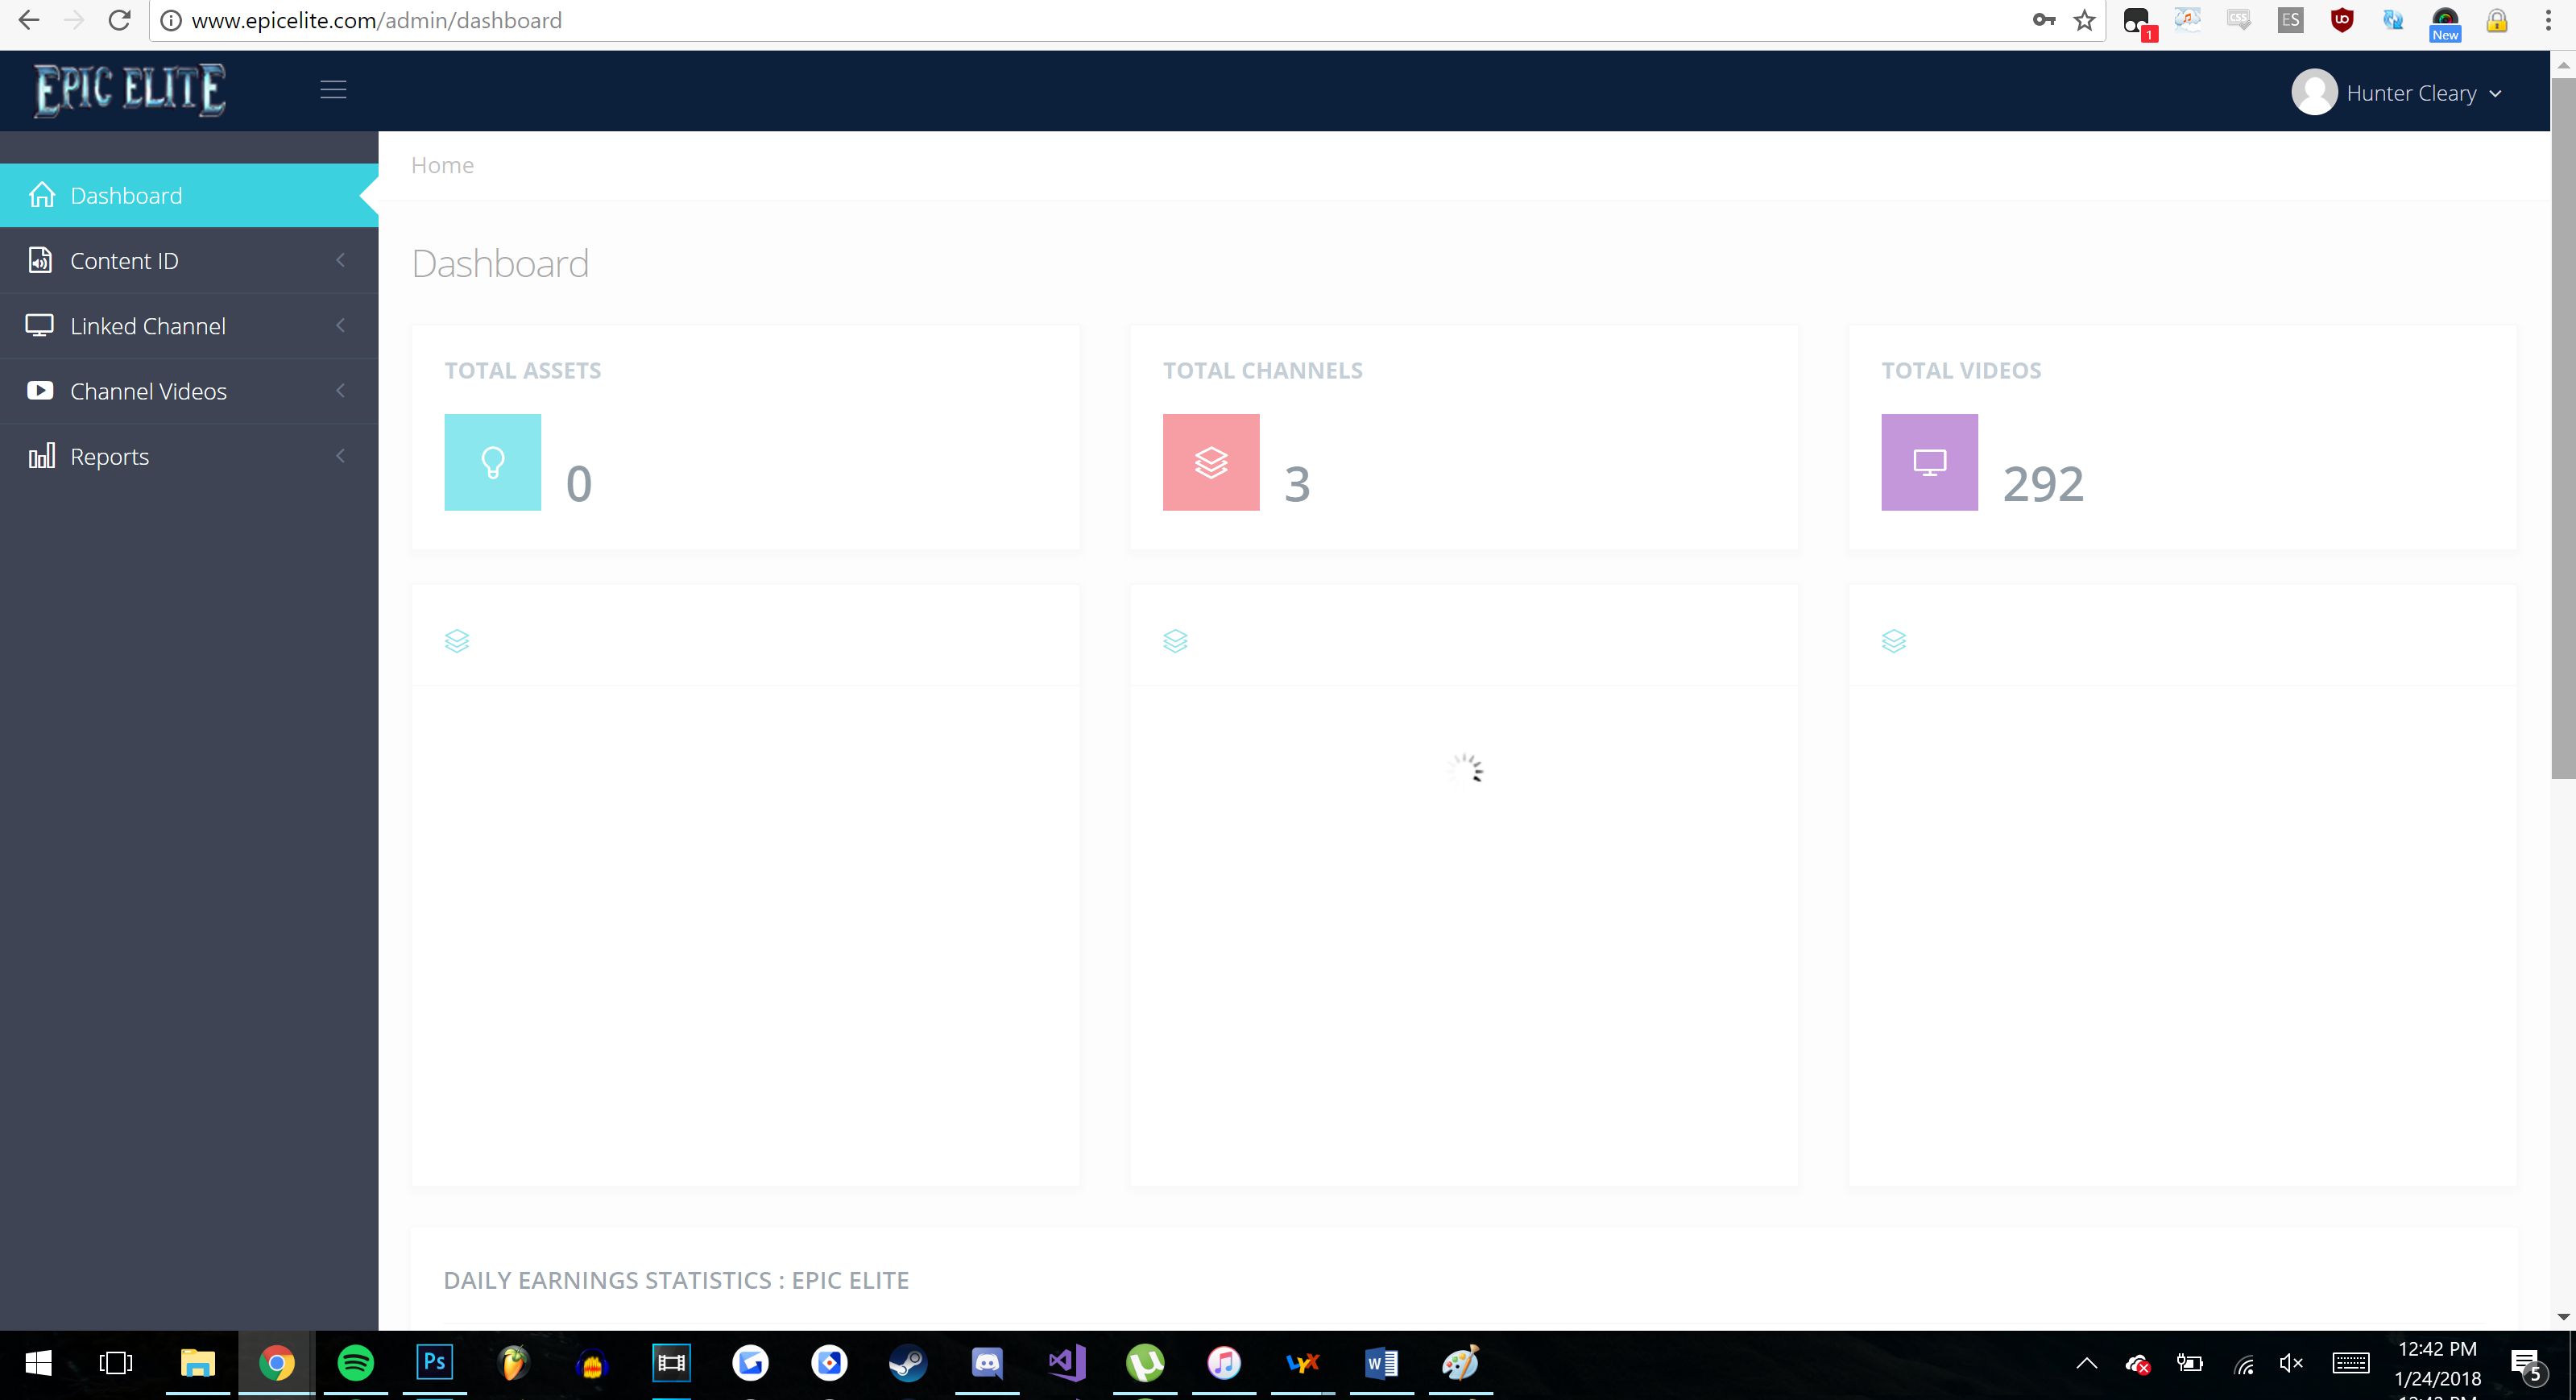 www.epicelite.com/admin/dashboard
1
CSS
ES
New
EPIC ELITE
Hunter Cleary
Home
Dashboard
Content ID
Linked Channel
Channel Videos
Reports
Dashboard
TOTAL ASSETS
0
TOTAL CHANNELS
3
TOTAL VIDEOS
292
DAILY EARNINGS STATISTICS : EPIC ELITE
Ps
LYX
W
12:42 PM
1/24/2018
5